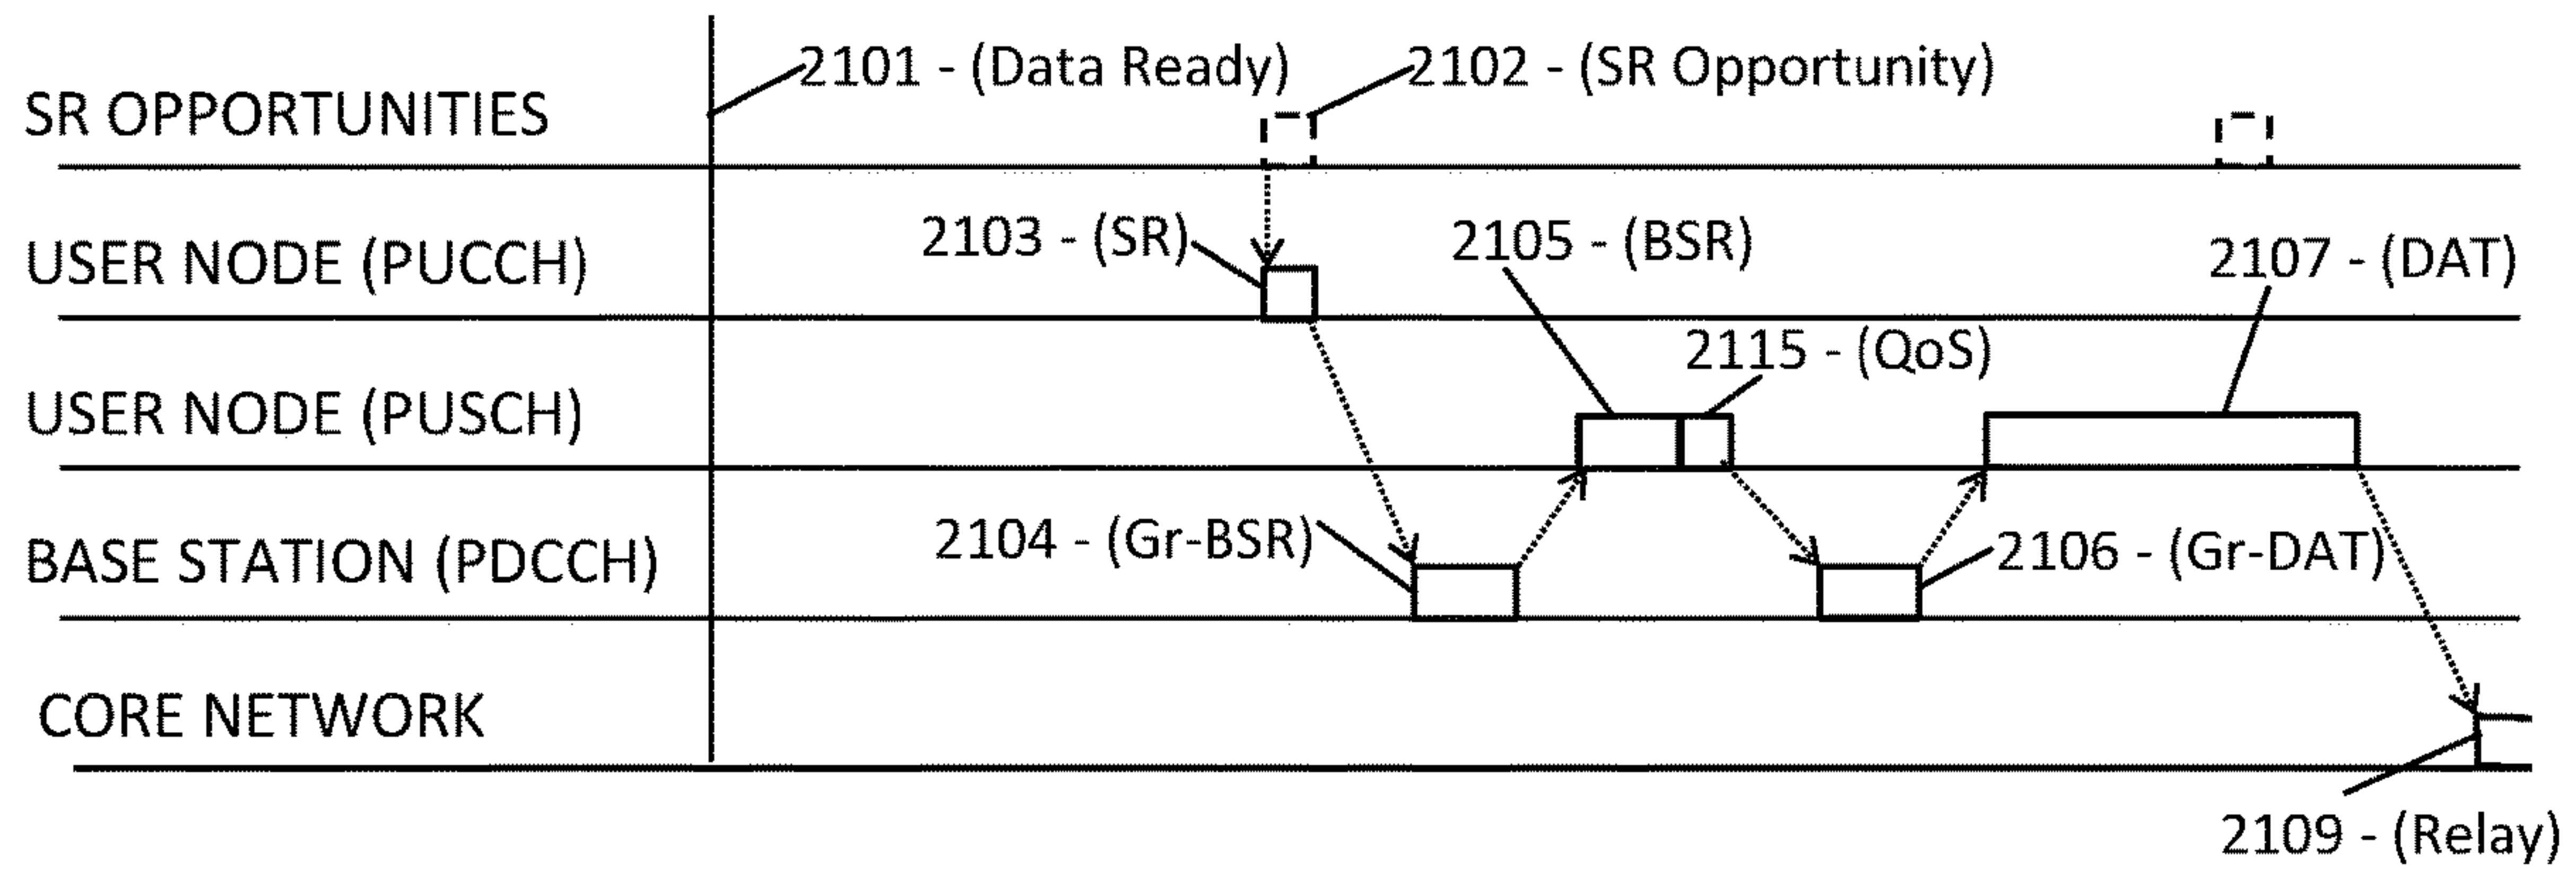 2101 - (Data Ready)
2102 - (SR Opportunity)
SR OPPORTUNITIES
2103 - (SR)
2105 - (BSR)
2107 - (DAT)
USER NODE (PUCCH)
2115 - (QoS)
USER NODE (PUSCH)
2104 - (Gr-BSR)
2106 - (Gr-DAT)
BASE STATION (PDCCH)
CORE NETWORK
2109 - (Relay)